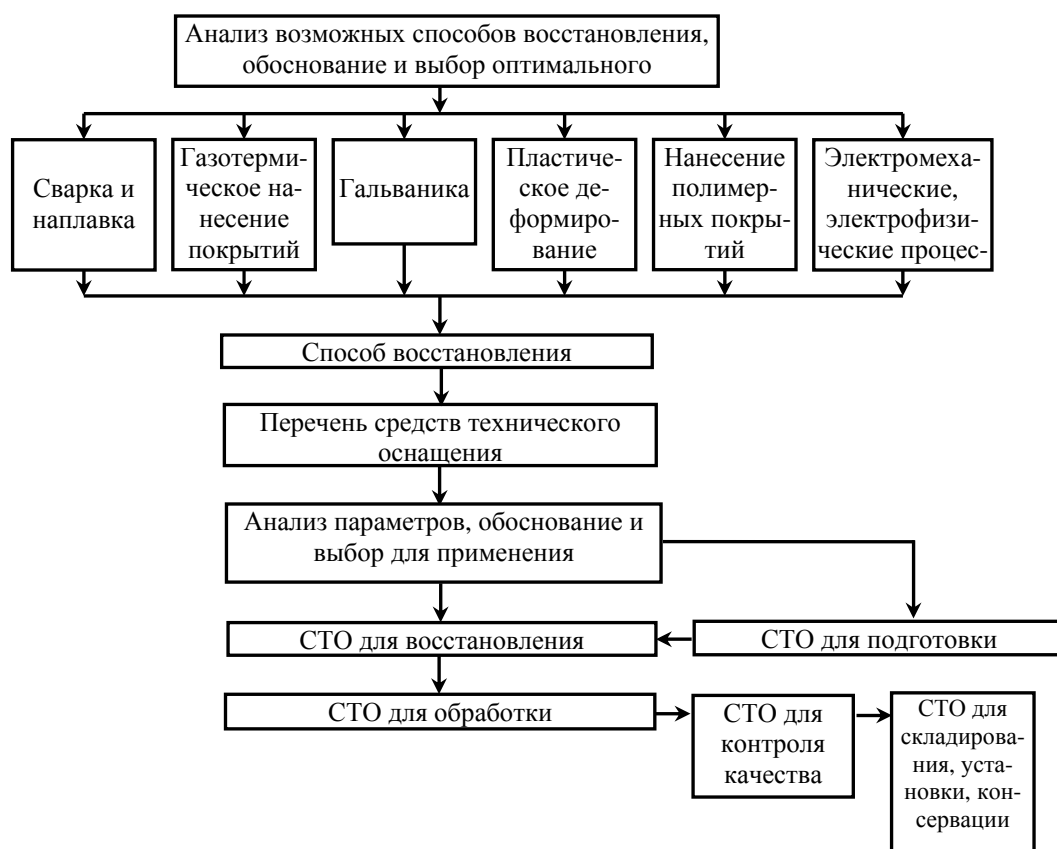 Анализ возможных способов восстановления,
обоснование и выбор оптимального
Сварка и
наплавка
Газотерми-
ческое на-
несение
покрытий
Гальваника
Пластиче-
ское де-
формиро-
вание
Нанесение
полимер-
ных покры-
тий
Электромеха-
нические,
электрофизи-
ческие процес-
Способ восстановления
Перечень средств технического
оснащения
Анализ параметров, обоснование и
выбор для применения
СТО для восстановления
СТО для подготовки
СТО для обработки
СТО для
контроля
качества
СТО для
складирова-
ния, уста-
новки, кон-
сервации